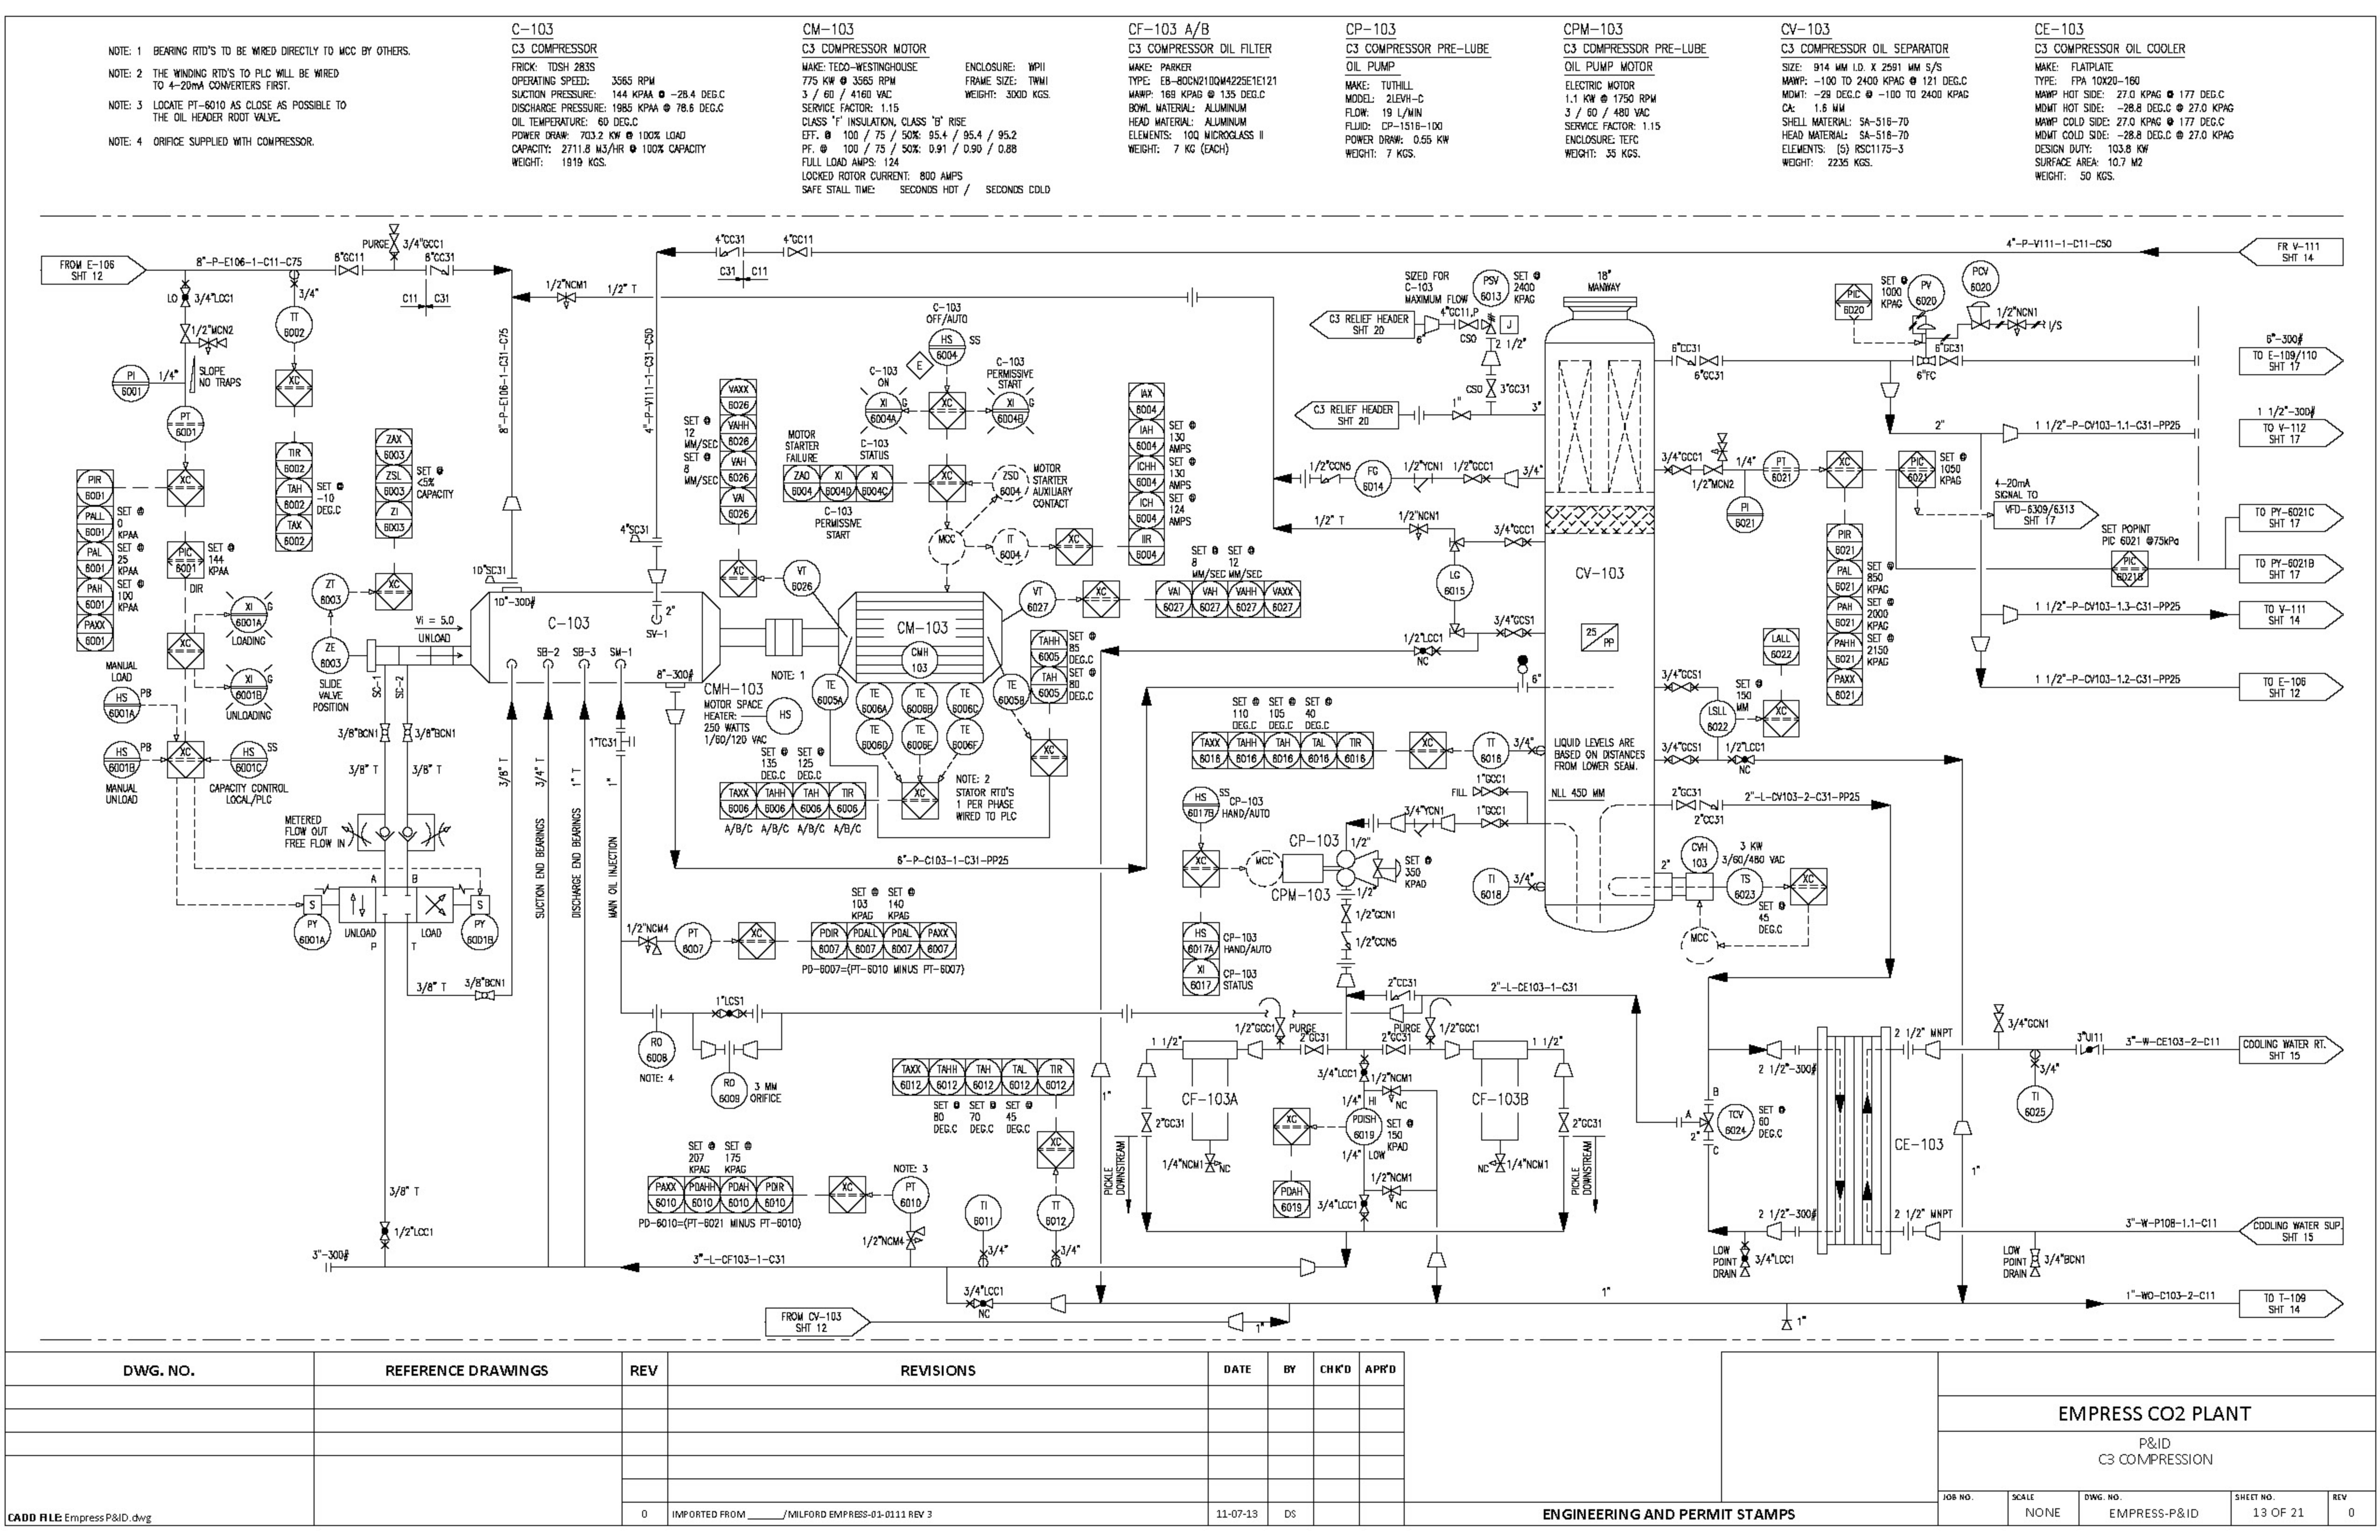 NOTE: 1 BEARING RTD'S TO BE WIRED DIRECTLY TO MCC BY OTHERS.
NOTE: 2 THE WINDING RTD'S TO PLC WILL BE WIRED
TO 4-20mA CONVERTERS FIRST.
NOTE: 3 LOCATE PT-6010 AS CLOSE AS POSSIBLE TO
THE OIL HEADER ROOT VALVE.
NOTE: 4 ORIFICE SUPPLIED WITH COMPRESSOR.
C-103
C3 COMPRESSOR
FRICK: TDSH 283S
OPERATING SPEED: 3565 RPM
SUCTION PRESSURE: 144 KPAA @ -28.4 DEG.C
DISCHARGE PRESSURE: 1985 KPAA @ 78.6 DEG.C
OIL TEMPERATURE: 60 DEG.C
POWER DRAW: 703.2 KW @ 100% LOAD
CAPACITY: 2711.8 M3/HR @ 100% CAPACITY
WEIGHT: 1919 KGS.
CM-103
C3 COMPRESSOR MOTOR
MAKE: TECO-WESTINGHOUSE ENCLOSURE: WPII
775 KW @ 3565 RPM FRAME SIZE: TWMI
3 / 60 / 4160 VAC WEIGHT: 3000 KGS.
SERVICE FACTOR: 1.15
CLASS 'F' INSULATION, CLASS 'B' RISE
EFF. @ 100 / 75 / 50%: 95.4 / 95.4 / 95.2
PF. @ 100 / 75 / 50%: 0.91 / 0.90 / 0.88
FULL LOAD AMPS: 124
LOCKED ROTOR CURRENT: 800 AMPS
SAFE STALL TIME: SECONDS HOT / SECONDS COLD
CF-103 A/B
C3 COMPRESSOR OIL FILTER
MAKE: PARKER
TYPE: EB-80CN210QM4225E1E121
MAWP: 169 KPAG @ 135 DEG.C
BOWL MATERIAL: ALUMINUM
HEAD MATERIAL: ALUMINUM
ELEMENTS: 10Q MICROGLASS II
WEIGHT: 7 KG (EACH)
CP-103
C3 COMPRESSOR PRE-LUBE
OIL PUMP
MAKE: TUTHILL
MODEL: 2LEVH-C
FLOW: 19 L/MIN
FLUID: CP-1516-100
POWER DRAW: 0.55 KW
WEIGHT: 7 KGS.
CPM-103
C3 COMPRESSOR PRE-LUBE
OIL PUMP MOTOR
ELECTRIC MOTOR
1.1 KW @ 1750 RPM
3 / 60 / 480 VAC
SERVICE FACTOR: 1.15
ENCLOSURE: TEFC
WEIGHT: 35 KGS.
CV-103
C3 COMPRESSOR OIL SEPARATOR
SIZE: 914 MM I.D. X 2591 MM S/S
MAWP: -100 TO 2400 KPAG @ 121 DEG.C
MDMT: -29 DEG.C @ -100 TO 2400 KPAG
CA: 1.6 MM
SHELL MATERIAL: SA-516-70
HEAD MATERIAL: SA-516-70
ELEMENTS: (5) RSC1175-3
WEIGHT: 2235 KGS.
CE-103
C3 COMPRESSOR OIL COOLER
MAKE: FLATPLATE
TYPE: FPA 10X20-160
MAWP HOT SIDE: 27.0 KPAG @ 177 DEG.C
MDMT HOT SIDE: -28.8 DEG.C @ 27.0 KPAG
MAWP COLD SIDE: 27.0 KPAG @ 177 DEG.C
MDMT COLD SIDE: -28.8 DEG.C @ 27.0 KPAG
DESIGN DUTY: 103.8 KW
SURFACE AREA: 10.7 M2
WEIGHT: 50 KGS.
FROM E-106
SHT 12
8"-P-E106-1-C11-C75
PURGE
3/4"GCC1
8"GC11
8"CC31
C11 C31
LO 3/4"LCC1
3/4"
1/2"MCN2
TT
6002
SLOPE
NO TRAPS
PI
6001
1/4"
PT
6001
XC
1/2"NCM1
1/2" T
4"CC31
4"GC11
C31 C11
4"-P-V111-1-C11-C50
FR V-111
SHT 14
8"-P-E106-1-C31-C75
4"-P-V111-1-C31-C50
PIR
6001
PALL
6001
PAL
6001
PAH
6001
PAXX
6001
SET @
0
KPAA
SET @
25
KPAA
SET @
100
KPAA
PIC
6001
SET @
144
KPAA
DIR
TIR
6002
TAH
6002
TAX
6002
SET @
-10
DEG.C
ZAX
6003
ZSL
6003
ZI
6003
SET @
<5%
CAPACITY
XI
6001A
G
LOADING
XI
6001B
G
UNLOADING
MANUAL
LOAD
HS
6001A
PB
HS
6001B
PB
MANUAL
UNLOAD
HS
6001C
SS
CAPACITY CONTROL
LOCAL/PLC
ZT
6003
ZE
6003
SLIDE
VALVE
POSITION
Vi = 5.0
UNLOAD
SC-1
SC-2
3/8"BCN1
3/8"BCN1
3/8" T
3/8" T
METERED
FLOW OUT
FREE FLOW IN
A B
S
PY
6001A
UNLOAD
P
LOAD
T
S
PY
6001B
3/8" T
3/8"BCN1
3/8" T
1/2"LCC1
3"-300#
10"SC31
10"-300#
C-103
SB-2
SB-3
SM-1
SV-1
2"
4"SC31
8"-300#
3/8" T
3/4" T
1" T
1"
SUCTION END BEARINGS
DISCHARGE END BEARINGS
MAIN OIL INJECTION
1"TC31
CMH-103
MOTOR SPACE
HEATER:
250 WATTS
1/60/120 VAC
HS
VAXX
6026
VAHH
6026
VAH
6026
VAI
6026
SET @
12
MM/SEC
SET @
8
MM/SEC
XC
VT
6026
C-103
OFF/AUTO
HS
6004
SS
E
C-103
ON
XI
6004A
G
C-103
PERMISSIVE
START
XI
6004B
G
MOTOR
STARTER
FAILURE
C-103
STATUS
ZAO
6004
XI
6004D
XI
6004C
C-103
PERMISSIVE
START
ZSO
6004
MOTOR
STARTER
AUXILIARY
CONTACT
MCC
IT
6004
IAX
6004
IAH
6004
ICHH
6004
ICH
6004
IIR
6004
SET @
130
AMPS
SET @
130
AMPS
SET @
124
AMPS
CM-103
CMH
103
VT
6027
SET @ SET @
8 12
MM/SEC MM/SEC
VAI VAH VAHH VAXX
6027 6027 6027 6027
NOTE: 1
TE
6005A
TE
6006A
TE
6006B
TE
6006C
TE
6006D
TE
6006E
TE
6006F
TE
6005B
TAHH
6005
SET @
85
DEG.C
TAH
6005
SET @
80
DEG.C
SET @ SET @
135 125
DEG.C DEG.C
TAXX TAHH TAH TIR
6006 6006 6006 6006
A/B/C A/B/C A/B/C A/B/C
NOTE: 2
STATOR RTD'S
1 PER PHASE
WIRED TO PLC
6"-P-C103-1-C31-PP25
1/2"NCM4
PT
6007
SET @ SET @
103 140
KPAG KPAG
PDIR PDALL PDAL PAXX
6007 6007 6007 6007
PD-6007=(PT-6010 MINUS PT-6007)
1"LCS1
RO
6008
NOTE: 4
RO
6009
3 MM
ORIFICE
TAXX TAHH TAH TAL TIR
6012 6012 6012 6012 6012
SET @ SET @ SET @
80 70 45
DEG.C DEG.C DEG.C
SET @ SET @
207 175
KPAG KPAG
PAXX PDAHH PDAH PDIR
6010 6010 6010 6010
PD-6010=(PT-6021 MINUS PT-6010)
NOTE: 3
PT
6010
1/2"NCM4
TI
6011
3/4"
TT
6012
3/4"
3"-L-CF103-1-C31
3/4"LCC1
NC
FROM CV-103
SHT 12
1"
SIZED FOR
C-103
MAXIMUM FLOW
PSV
6013
SET @
2400
KPAG
C3 RELIEF HEADER
SHT 20
4"GC11,P
6"
CSO
J
2 1/2"
CSO
3"GC31
C3 RELIEF HEADER
SHT 20
1"
3"
18"
MANWAY
1/2"CCN5
FG
6014
1/2"YCN1
1/2"GCC1
3/4"
1/2" T
1/2"NCN1
3/4"GCC1
LG
6015
3/4"GCS1
1/2"LCC1
NC
CV-103
25
PP
6"
SET @ SET @ SET @
110 105 40
DEG.C DEG.C DEG.C
TAXX TAHH TAH TAL TIR
6016 6016 6016 6016 6016
TT
6018
3/4"
LIQUID LEVELS ARE
BASED ON DISTANCES
FROM LOWER SEAM.
NLL 450 MM
1"GCC1
FILL
3/4"YCN1
1"GCC1
HS
6017B
SS
CP-103
HAND/AUTO
CP-103
1/2"
MCC
CPM-103
SET @
350
KPAD
1/2"
1/2"GCN1
1/2"CCN5
TI
6018
3/4"
HS
6017A
CP-103
HAND/AUTO
XI
6017
CP-103
STATUS
2"CC31
2"-L-CE103-1-C31
1/2"GCC1
PURGE
2"GC31
PURGE
2"GC31
1/2"GCC1
1 1/2"
1 1/2"
CF-103A
CF-103B
3/4"LCC1
1/2"NCM1
NC
1/4" HI
PDISH
6019
SET @
150
KPAD
1/4" LOW
PDAH
6019
1/2"NCM1
NC
3/4"LCC1
2"GC31
2"GC31
1/4"NCM1
NC
NC
1/4"NCM1
PICKLE
DOWNSTREAM
PICKLE
DOWNSTREAM
1"
PIC
6020
SET @
1000
KPAG
PV
6020
PCV
6020
1/2"NCN1
I/S
6"CC31
6"GC31
6"GC31
6"FC
6"-300#
TO E-109/110
SHT 17
1 1/2"-300#
TO V-112
SHT 17
2"
1 1/2"-P-CV103-1.1-C31-PP25
3/4"GCC1
1/2"MCN2
1/4"
PI
6021
PT
6021
PIC
6021
SET @
1050
KPAG
4-20mA
SIGNAL TO
VFD-6309/6313
SHT 17
TO PY-6021C
SHT 17
SET POPINT
PIC 6021 @75kPa
PIC
6021B
TO PY-6021B
SHT 17
PIR
6021
PAL
6021
PAH
6021
PAHH
6021
PAXX
6021
SET @
850
KPAG
SET @
2000
KPAG
SET @
2150
KPAG
1 1/2"-P-CV103-1.3-C31-PP25
TO V-111
SHT 14
1 1/2"-P-CV103-1.2-C31-PP25
TO E-106
SHT 12
LALL
6022
3/4"GCS1
SET @
150
MM
LSLL
6022
3/4"GCS1
1/2"LCC1
NC
2"GC31
2"CC31
2"-L-CV103-2-C31-PP25
CVH
103
3 KW
3/60/480 VAC
2"
TS
6023
SET @
45
DEG.C
MCC
B
A
2"
C
TCV
6024
SET @
60
DEG.C
2 1/2"-300#
2 1/2" MNPT
2 1/2"-300#
2 1/2" MNPT
CE-103
3/4"GCN1
3"UI11
3"-W-CE103-2-C11
COOLING WATER RT.
SHT 15
3/4"
TI
6025
1"
3"-W-P108-1.1-C11
COOLING WATER SUP.
SHT 15
LOW
POINT
DRAIN
3/4"LCC1
LOW
POINT
DRAIN
3/4"BCN1
1"
1"
1"-WO-C103-2-C11
TO T-109
SHT 14
DWG. NO. REFERENCE DRAWINGS REV REVISIONS DATE BY CHK'D APR'D
0 IMPORTED FROM ______/MILFORD EMPRESS-01-0111 REV 3 11-07-13 DS
CADD FILE: Empress P&ID.dwg
ENGINEERING AND PERMIT STAMPS
EMPRESS CO2 PLANT
P&ID
C3 COMPRESSION
JOB NO. SCALE DWG. NO. SHEET NO. REV
NONE EMPRESS-P&ID 13 OF 21 0